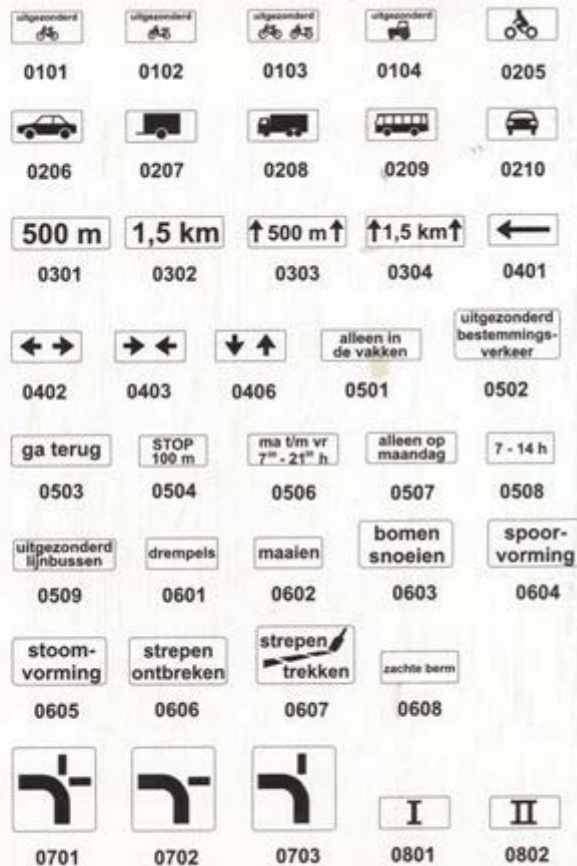 uitgezonderd uitgezonderd uitgezonderd uitgezonderd
0101 0102 0103 0104 0205
0206 0207 0208 0209 0210
500 m 1,5 km 500 m 1,5 km
0301 0302 0303 0304 0401
alleen in
de vakken
uitgezonderd
bestemmings-
verkeer
0402 0403 0406 0501 0502
ga terug
STOP
100 m
ma t/m vr
7⁰⁰ - 21⁰⁰ h
alleen op
maandag
7 - 14 h
0503 0504 0506 0507 0508
uitgezonderd
lijnbussen
drempels
maaien
bomen
snoeien
spoor-
vorming
0509 0601 0602 0603 0604
stoom-
vorming
strepen
ontbreken
strepen
trekken
zachte berm
0605 0606 0607 0608
I II
0701 0702 0703 0801 0802